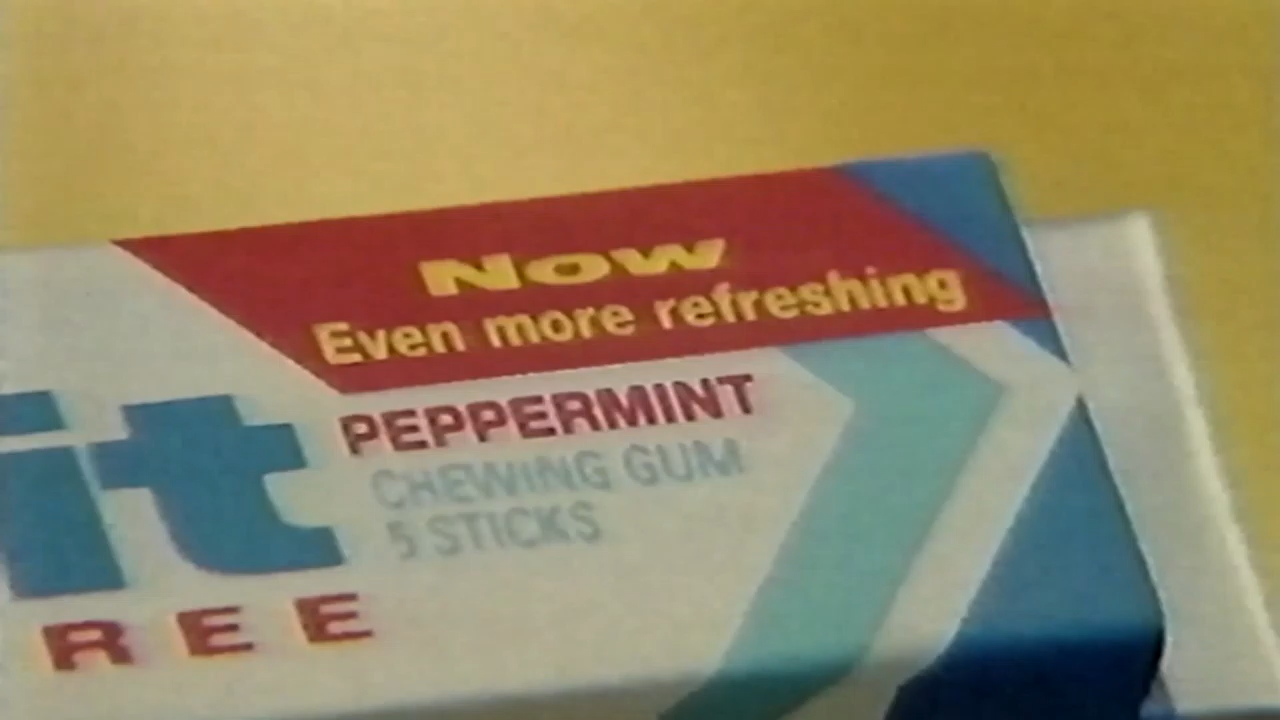 Now
Even more refreshing
it
PEPPERMINT
CHEWING GUM
5 STICKS
REE